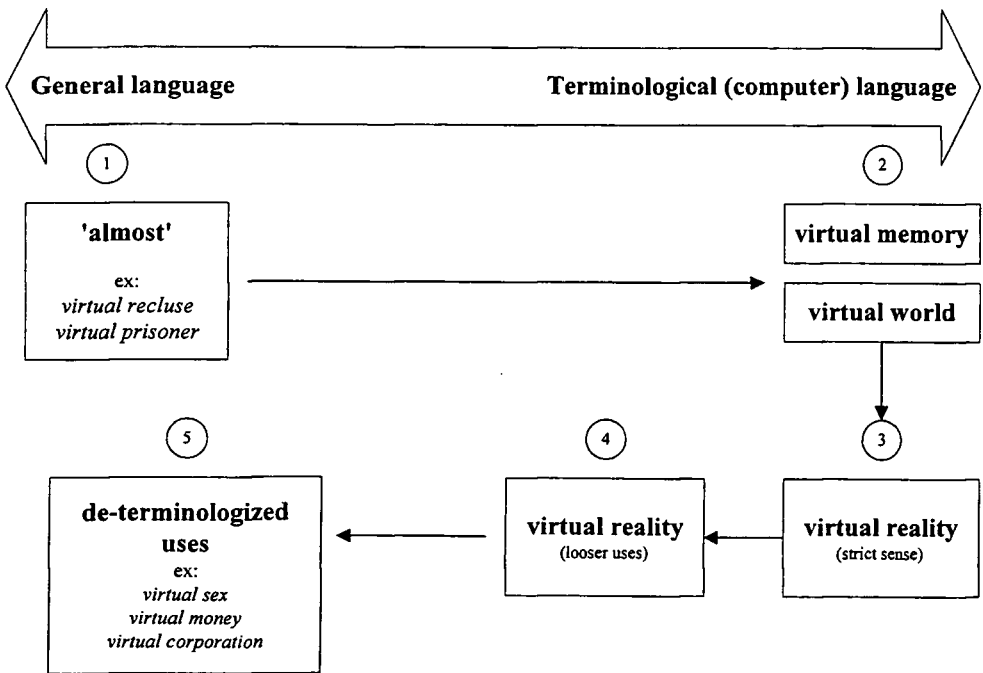 General language
Terminological (computer) language
1
2
'almost'
ex:
virtual recluse
virtual prisoner
virtual memory
virtual world
5
4
3
de-terminologized
uses
ex:
virtual sex
virtual money
virtual corporation
virtual reality
(looser uses)
virtual reality
(strict sense)